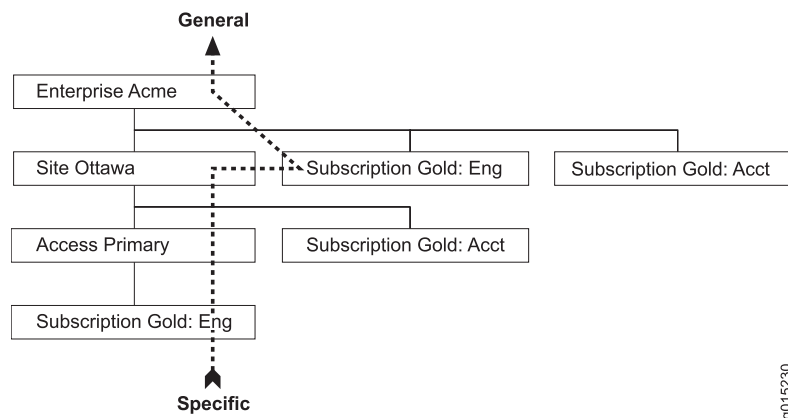 General
Enterprise Acme
Site Ottawa
Subscription Gold: Eng
Subscription Gold: Acct
Access Primary
Subscription Gold: Acct
Subscription Gold: Eng
Specific
g015230